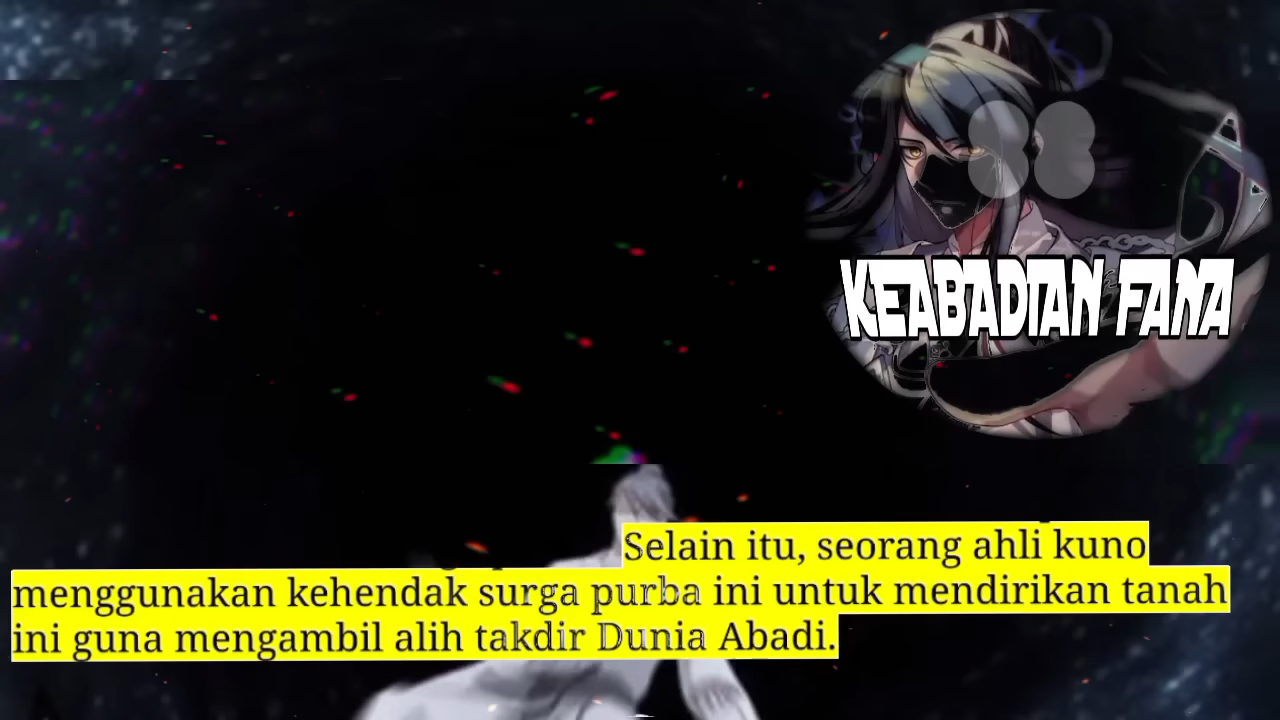 KEABADIAN FANA
Selain itu, seorang ahli kuno
menggunakan kehendak surga purba ini untuk mendirikan tanah
ini guna mengambil alih takdir Dunia Abadi.